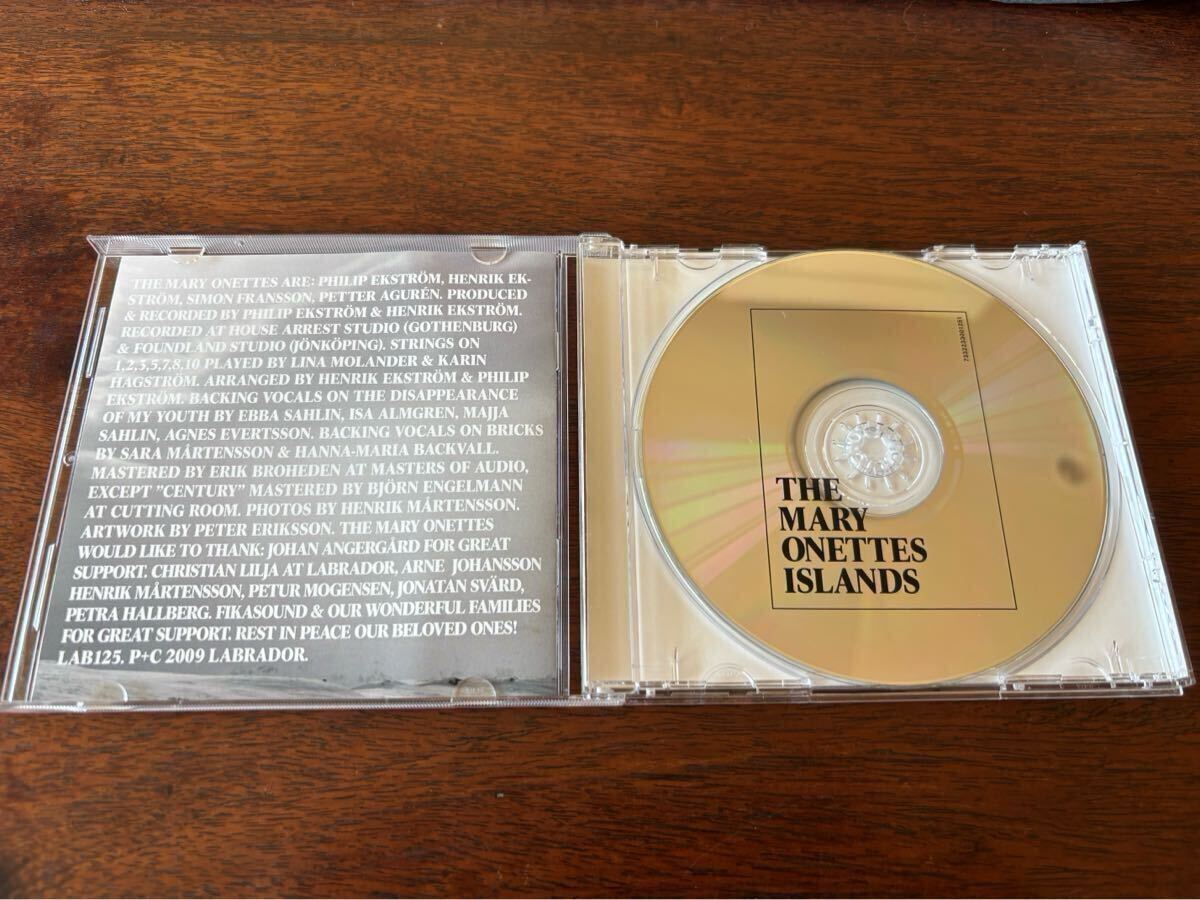 THE MARY ONETTES ARE: PHILIP EKSTRÖM, HENRIK EK-
STRÖM, SIMON FRANSSON, PETTER AGURÉN. PRODUCED
& RECORDED BY PHILIP EKSTRÖM & HENRIK EKSTRÖM.
RECORDED AT HOUSE ARREST STUDIO (GOTHENBURG)
& FOUNDLAND STUDIO (JÖNKÖPING). STRINGS ON
1,2,3,5,7,8,10 PLAYED BY LINA MOLANDER & KARIN
HAGSTRÖM. ARRANGED BY HENRIK EKSTRÖM & PHILIP
EKSTRÖM. BACKING VOCALS ON THE DISAPPEARANCE
OF MY YOUTH BY EBBA SAHLIN, ISA ALMGREN, MAJJA
SAHLIN, AGNES EVERTSSON. BACKING VOCALS ON BRICKS
BY SARA MÅRTENSSON & HANNA-MARIA BACKVALL.
MASTERED BY ERIK BROHEDEN AT MASTERS OF AUDIO,
EXCEPT "CENTURY" MASTERED BY BJÖRN ENGELMANN
AT CUTTING ROOM. PHOTOS BY HENRIK MÅRTENSSON.
ARTWORK BY PETER ERIKSSON. THE MARY ONETTES
WOULD LIKE TO THANK: JOHAN ANGERGÅRD FOR GREAT
SUPPORT. CHRISTIAN LILJA AT LABRADOR, ARNE JOHANSSON
HENRIK MÅRTENSSON, PETUR MOGENSEN, JONATAN SVÄRD,
PETRA HALLBERG. FIKASOUND & OUR WONDERFUL FAMILIES
FOR GREAT SUPPORT. REST IN PEACE OUR BELOVED ONES!
LAB125. P+C 2009 LABRADOR.
THE
MARY
ONETTES
ISLANDS